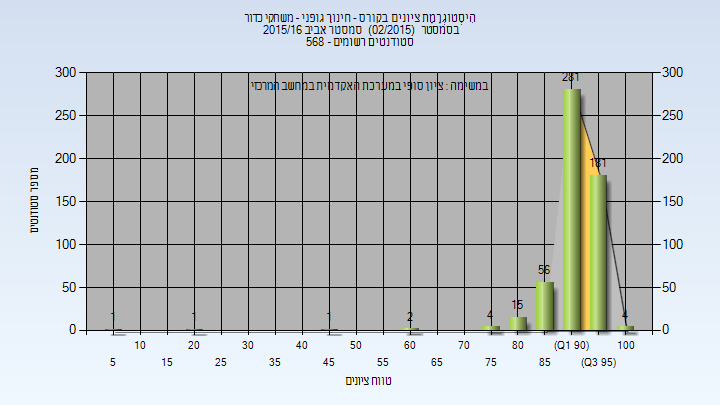 היסטוגרמת ציונים בקורס - חינוך גופני - משחקי כדור
בסמסטר (02/2015) סמסטר אביב 2015/16
סטודנטים רשומים - 568
במשימה : ציון סופי במערכת האקדמית במחשב המרכזי
300 300
250 250
200 200
150 150
100 100
50 50
0 0
מספר סטודנטים
1 1 1 2 4 15 56 281 181 4
10 20 30 40 50 60 70 80 (Q1 90) 100
5 15 25 35 45 55 65 75 85 (Q3 95)
טווח ציונים